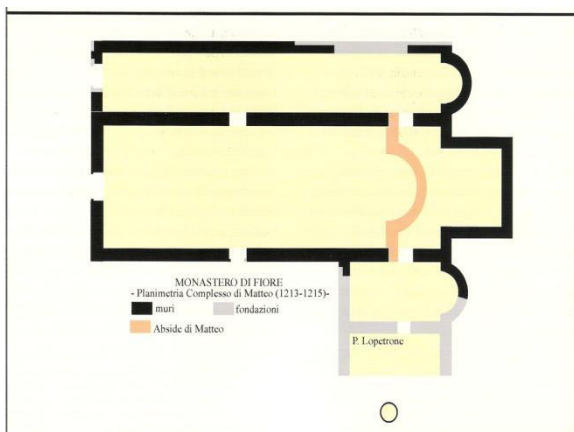 MONASTERO DI FIORE
- Planimetria Complesso di Matteo (1213-1215)-
muri
fondazioni
Abside di Matteo
P. Lopetrone